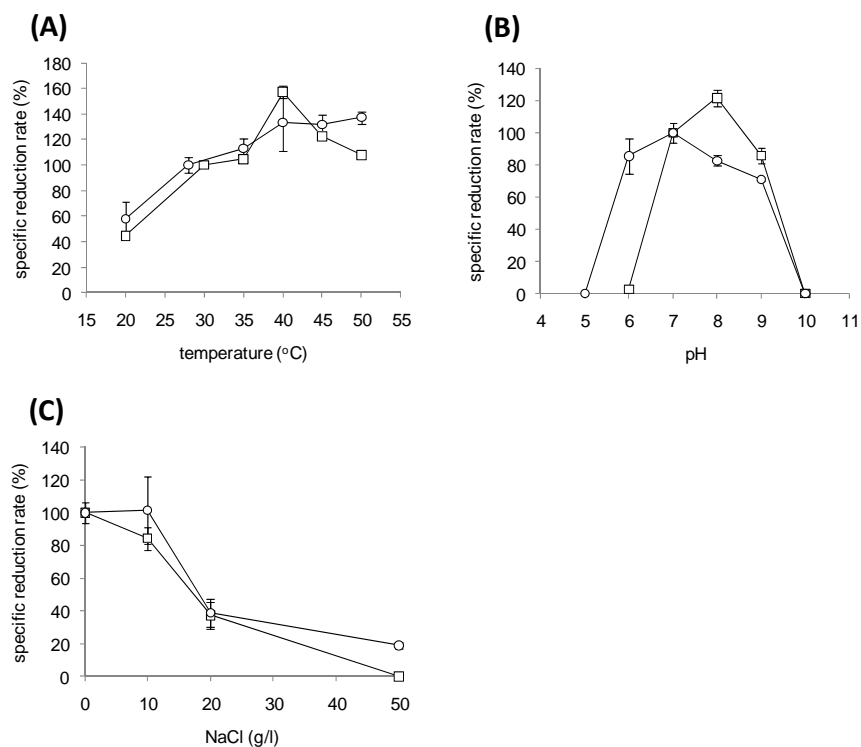 (A)
specific reduction rate (%)
180
160
140
120
100
80
60
40
20
0
15 20 25 30 35 40 45 50 55
temperature (°C)
(B)
specific reduction rate (%)
140
120
100
80
60
40
20
0
4 5 6 7 8 9 10 11
pH
(C)
specific reduction rate (%)
140
120
100
80
60
40
20
0
0 10 20 30 40 50
NaCl (g/l)